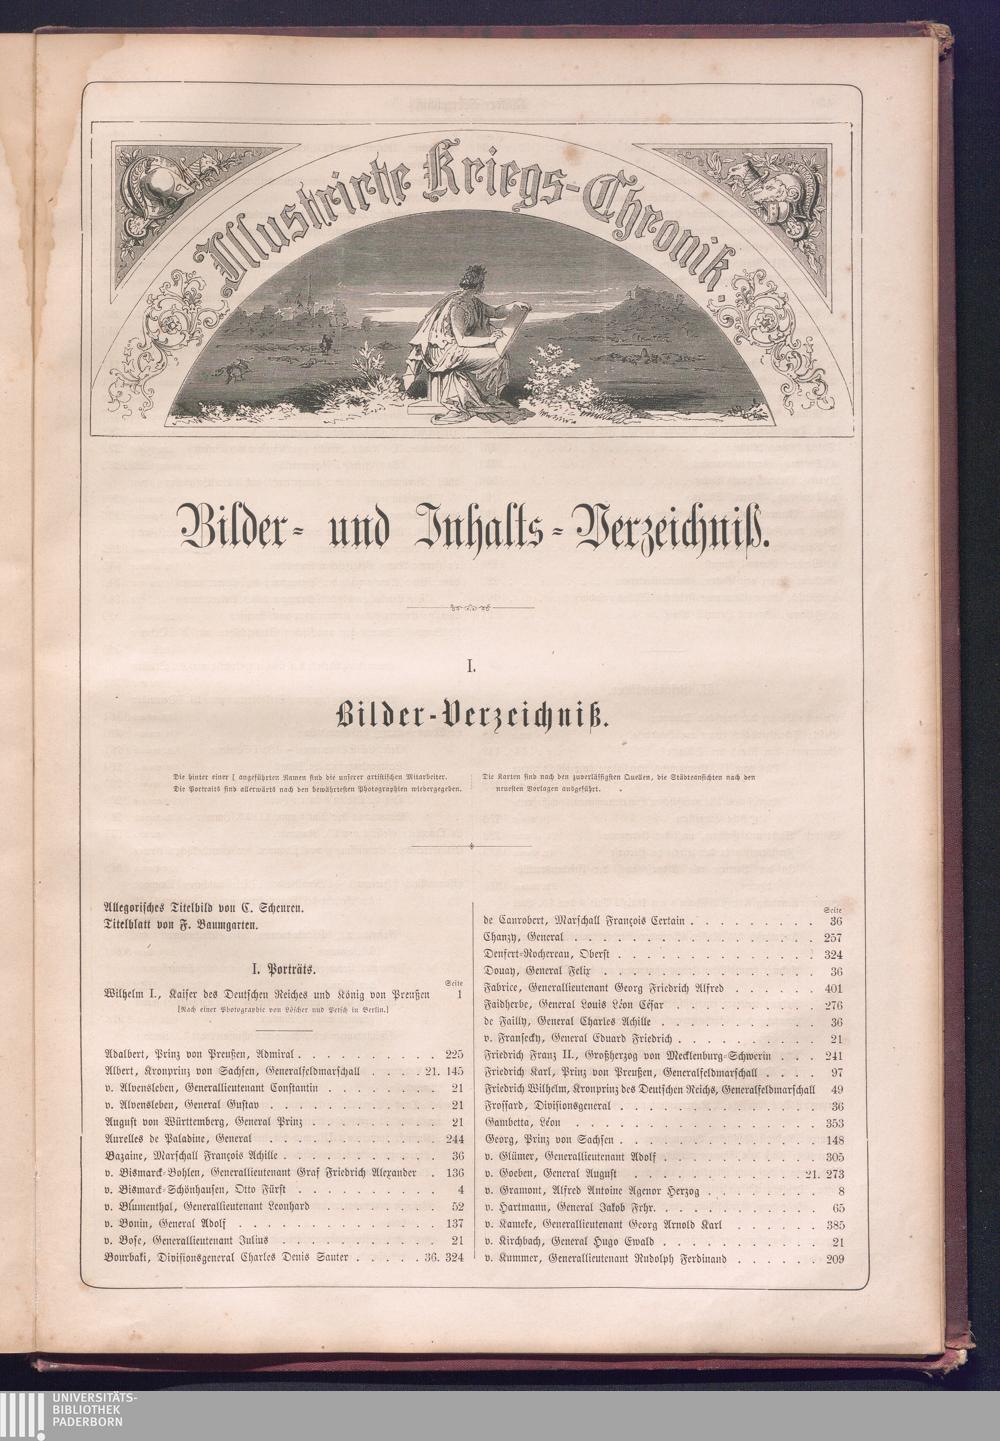 Illustrirte Kriegs-Chronik.
Bilder- und Inhalts-Verzeichniß.
I.
Bilder-Verzeichniß.
Die hinter einer [ angeführten Namen sind die unserer artistischen Mitarbeiter.
Die Portraits sind allerwärts nach den bewährtesten Photographien wiedergegeben.
Die Karten sind nach den zuverlässigsten Quellen, die Städteansichten nach den
neuesten Vorlagen ausgeführt.
Allegorisches Titelbild von C. Scheuren.
Titelblatt von F. Baumgarten.
I. Porträts.
Seite
Wilhelm I., Kaiser des Deutschen Reiches und König von Preußen 1
[Nach einer Photographie von Löscher und Petsch in Berlin.]
Adalbert, Prinz von Preußen, Admiral . . . . . . . . . . 225
Albert, Kronprinz von Sachsen, Generalfeldmarschall . . . . 21. 145
v. Alvensleben, Generallieutenant Constantin . . . . . . . . 21
v. Alvensleben, General Gustav . . . . . . . . . . . . 21
August von Württemberg, General Prinz . . . . . . . . . 21
Aurelles de Paladine, General . . . . . . . . . . . . 244
Bazaine, Marschall François Achille . . . . . . . . . . . 36
v. Bismarck-Bohlen, Generallieutenant Graf Friedrich Alexander . 136
v. Bismarck-Schönhausen, Otto Fürst . . . . . . . . . . 4
v. Blumenthal, Generallieutenant Leonhard . . . . . . . . 52
v. Bonin, General Adolf . . . . . . . . . . . . . . 137
v. Bose, Generallieutenant Julius . . . . . . . . . . . 21
Bourbaki, Divisionsgeneral Charles Denis Sauter . . . . . 36. 324
Seite
de Canrobert, Marschall François Certain . . . . . . . . . 36
Chanzy, General . . . . . . . . . . . . . . . . . 257
Denfert-Rochereau, Oberst . . . . . . . . . . . . . . 324
Douay, General Felix . . . . . . . . . . . . . . . 36
Fabrice, Generallieutenant Georg Friedrich Alfred . . . . . . 401
Faidherbe, General Louis Léon César . . . . . . . . . . 276
de Failly, General Charles Achille . . . . . . . . . . . 36
v. Fransecky, General Eduard Friedrich . . . . . . . . . . 21
Friedrich Franz II., Großherzog von Mecklenburg-Schwerin . . . 241
Friedrich Karl, Prinz von Preußen, Generalfeldmarschall . . . . 97
Friedrich Wilhelm, Kronprinz des Deutschen Reichs, Generalfeldmarschall 49
Frossard, Divisionsgeneral . . . . . . . . . . . . . . 36
Gambetta, Léon . . . . . . . . . . . . . . . . . 353
Georg, Prinz von Sachsen . . . . . . . . . . . . . . 148
v. Glümer, Generallieutenant Adolf . . . . . . . . . . . 305
v. Goeben, General August . . . . . . . . . . . . 21. 273
v. Gramont, Alfred Antoine Agenor Herzog . . . . . . . . 8
v. Hartmann, General Jakob Frhr. . . . . . . . . . . . 65
v. Kameke, Generallieutenant Georg Arnold Karl . . . . . . 385
v. Kirchbach, General Hugo Ewald . . . . . . . . . . . 21
v. Kummer, Generallieutenant Rudolph Ferdinand . . . . . . 209
UNIVERSITÄTS-
BIBLIOTHEK
PADERBORN